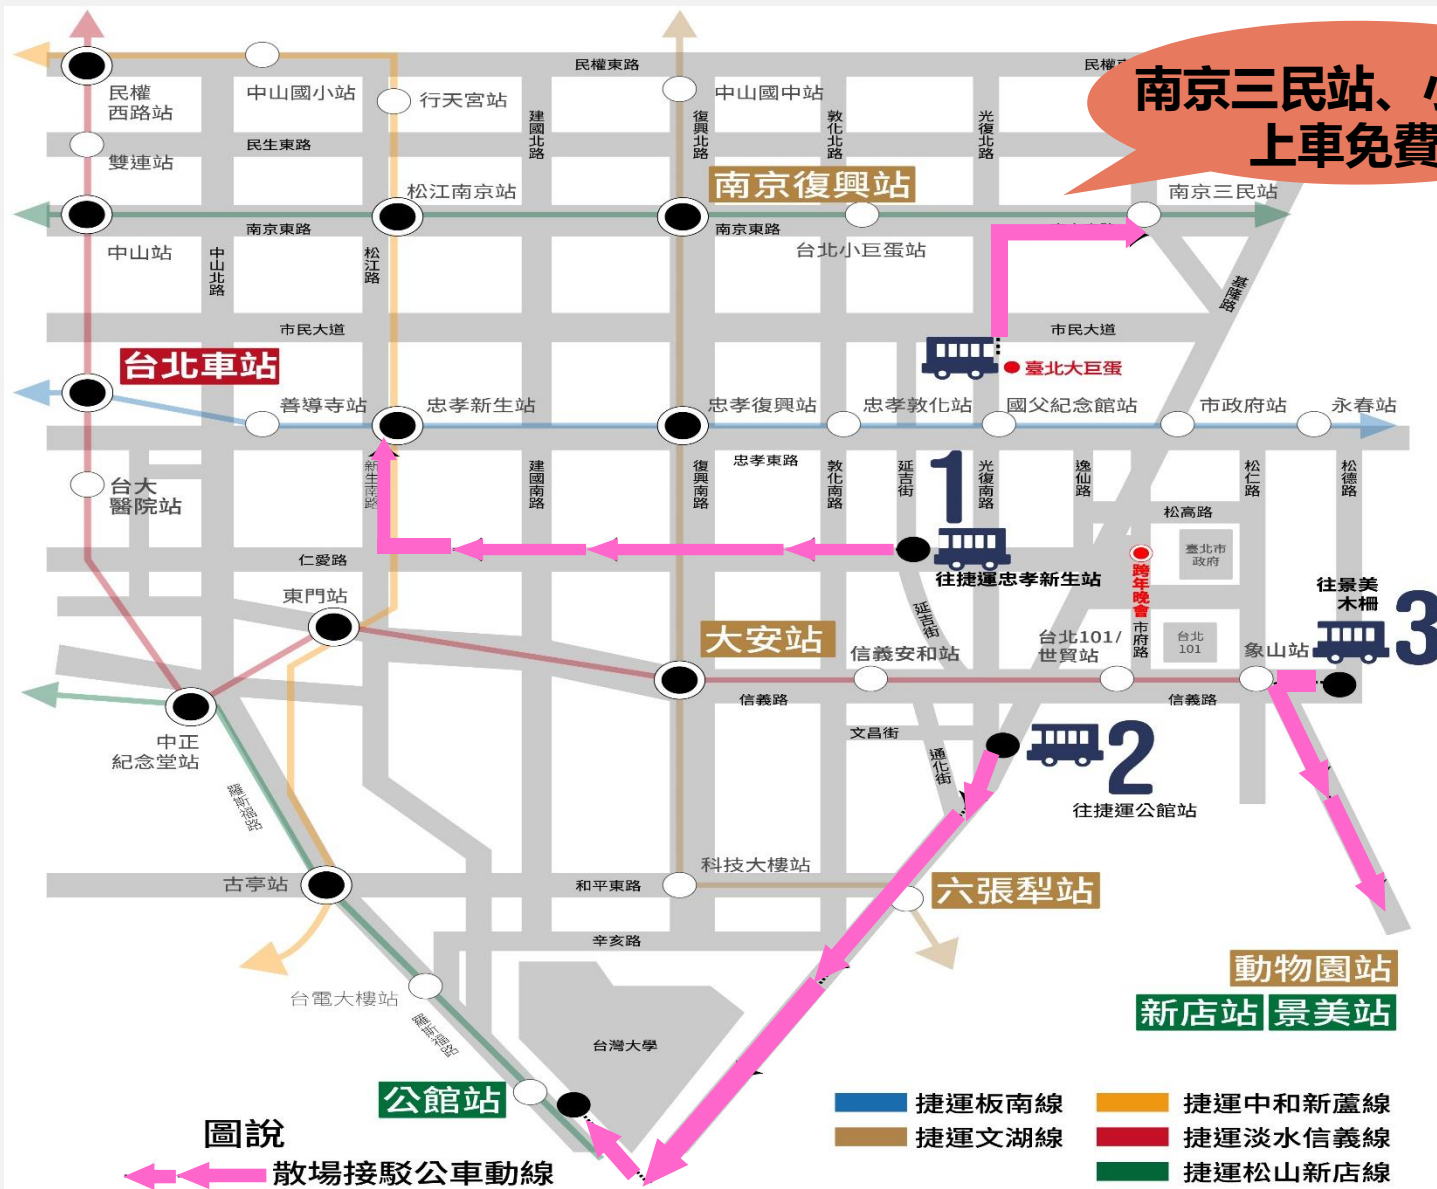 民權東路
民權
南京三民站、
上車免費
民權
西路站
中山國小站
行天宮站
中山國中站
建國北路
復興北路
敦化北路
光復北路
雙連站
民生東路
松江南京站
南京復興站
南京三民站
中山站
南京東路
南京東路
台北小巨蛋站
中山北路
松江路
基隆路
市民大道
市民大道
台北車站
臺北大巨蛋
善導寺站
忠孝新生站
忠孝復興站
忠孝敦化站
國父紀念館站
市政府站
永春站
忠孝東路
台大
醫院站
新生南路
建國南路
復興南路
敦化南路
延吉街
1
光復南路
逸仙路
松仁路
松德路
松高路
仁愛路
往捷運忠孝新生站
臺北市
政府
跨年晚會
往景美
木柵
3
東門站
延吉街
大安站
信義安和站
台北101/
世貿站
市府路
台北
101
象山站
信義路
信義路
中正
紀念堂站
文昌街
通化街
2
往捷運公館站
羅斯福路
古亭站
和平東路
科技大樓站
六張犁站
辛亥路
動物園站
台電大樓站
新店站
景美站
羅斯福路
台灣大學
公館站
捷運板南線
捷運中和新蘆線
圖說
捷運文湖線
捷運淡水信義線
散場接駁公車動線
捷運松山新店線